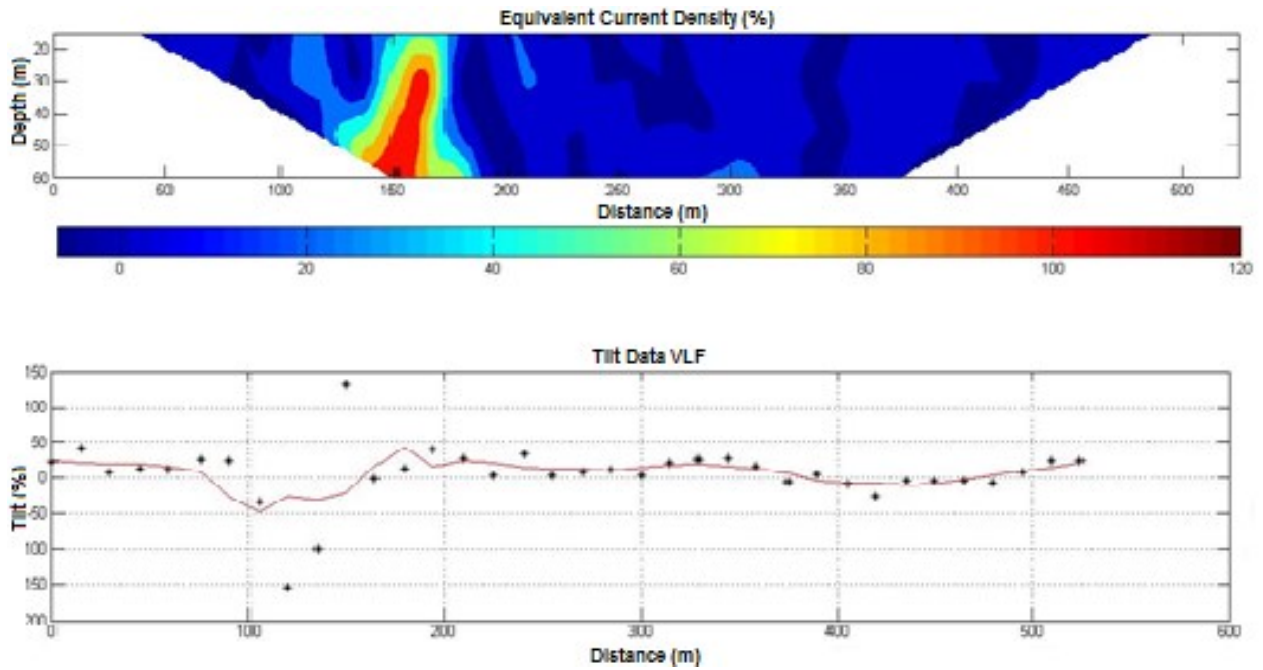 Equivalent Current Density (%)
Depth (m)
20
30
40
50
60
0 50 100 150 200 250 300 350 400 450 500
Distance (m)
0 20 40 60 80 100 120
Tilt Data VLF
Tilt (%)
150
100
50
0
-50
100
150
200
0 100 200 300 400 500 600
Distance (m)